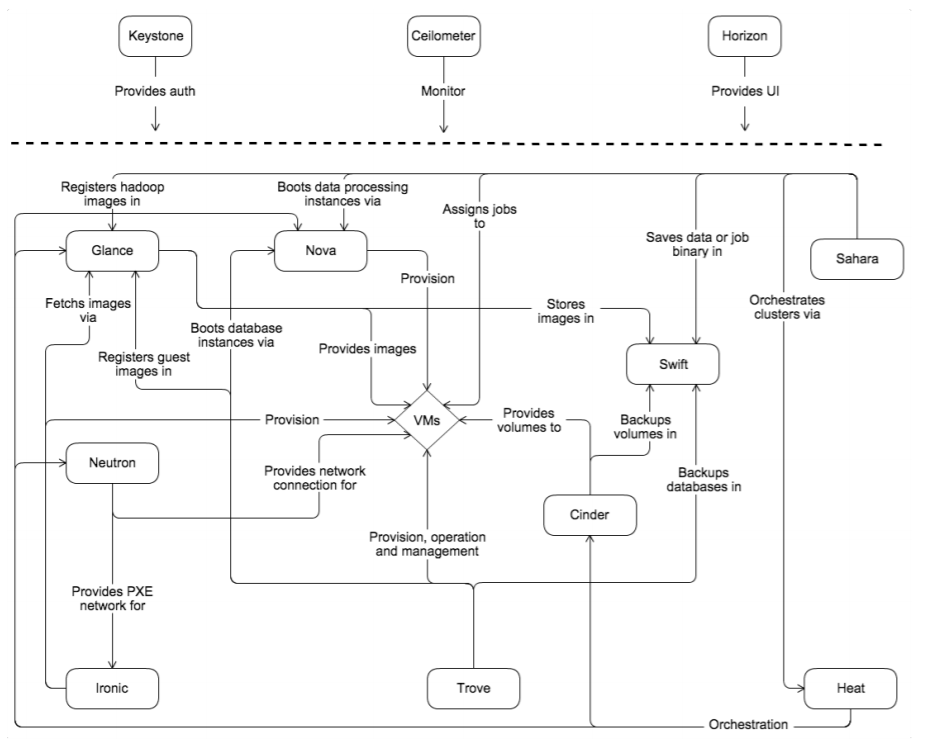 Keystone
Ceilometer
Horizon
Provides auth
Monitor
Provides UI
Registers hadoop
images in
Boots data processing
instances via
Assigns jobs
to
Saves data or job
binary in
Glance
Nova
Sahara
Provision
Fetchs images
via
Stores
images in
Orchestrates
clusters via
Boots database
instances via
Provides images
Registers guest
images in
Swift
Provision
VMs
Provides
volumes to
Backups
volumes in
Neutron
Provides network
connection for
Backups
databases in
Cinder
Provision, operation
and management
Provides PXE
network for
Ironic
Trove
Heat
Orchestration